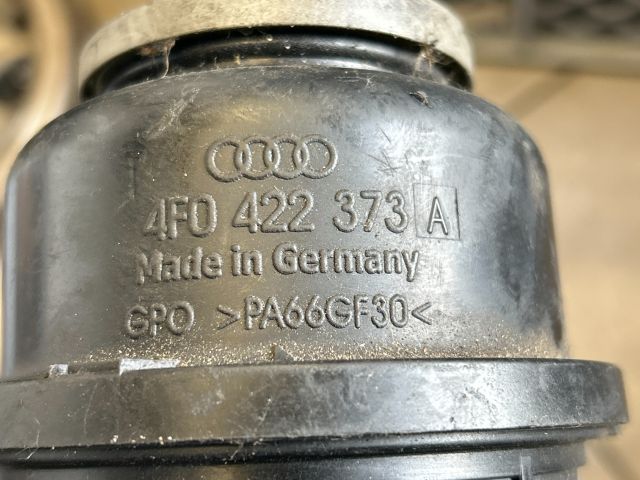 4F0 422 373 A
Made in Germany
GPO >PA66GF30<